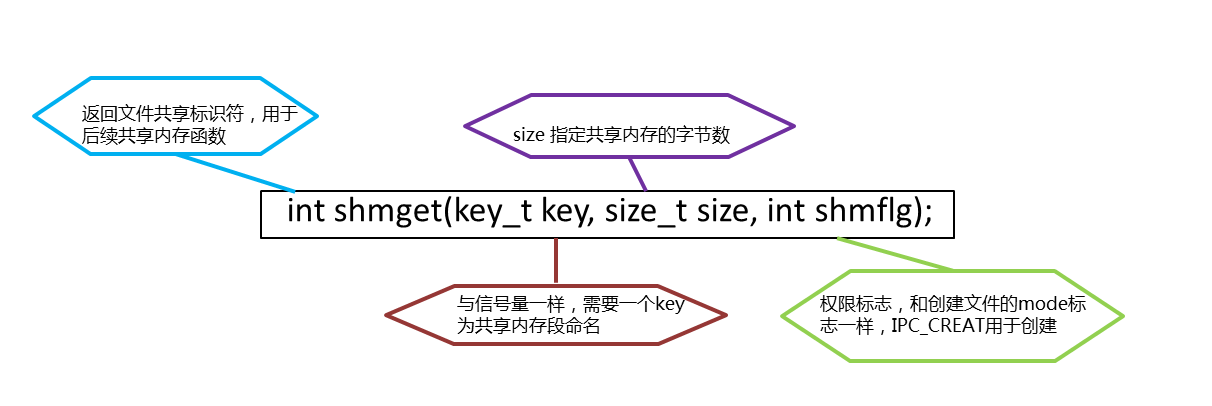 返回文件共享标识符，用于
后续共享内存函数
size 指定共享内存的字节数
int shmget(key_t key, size_t size, int shmflg);
与信号量一样，需要一个key
为共享内存段命名
权限标志，和创建文件的mode标
志一样，IPC_CREAT用于创建